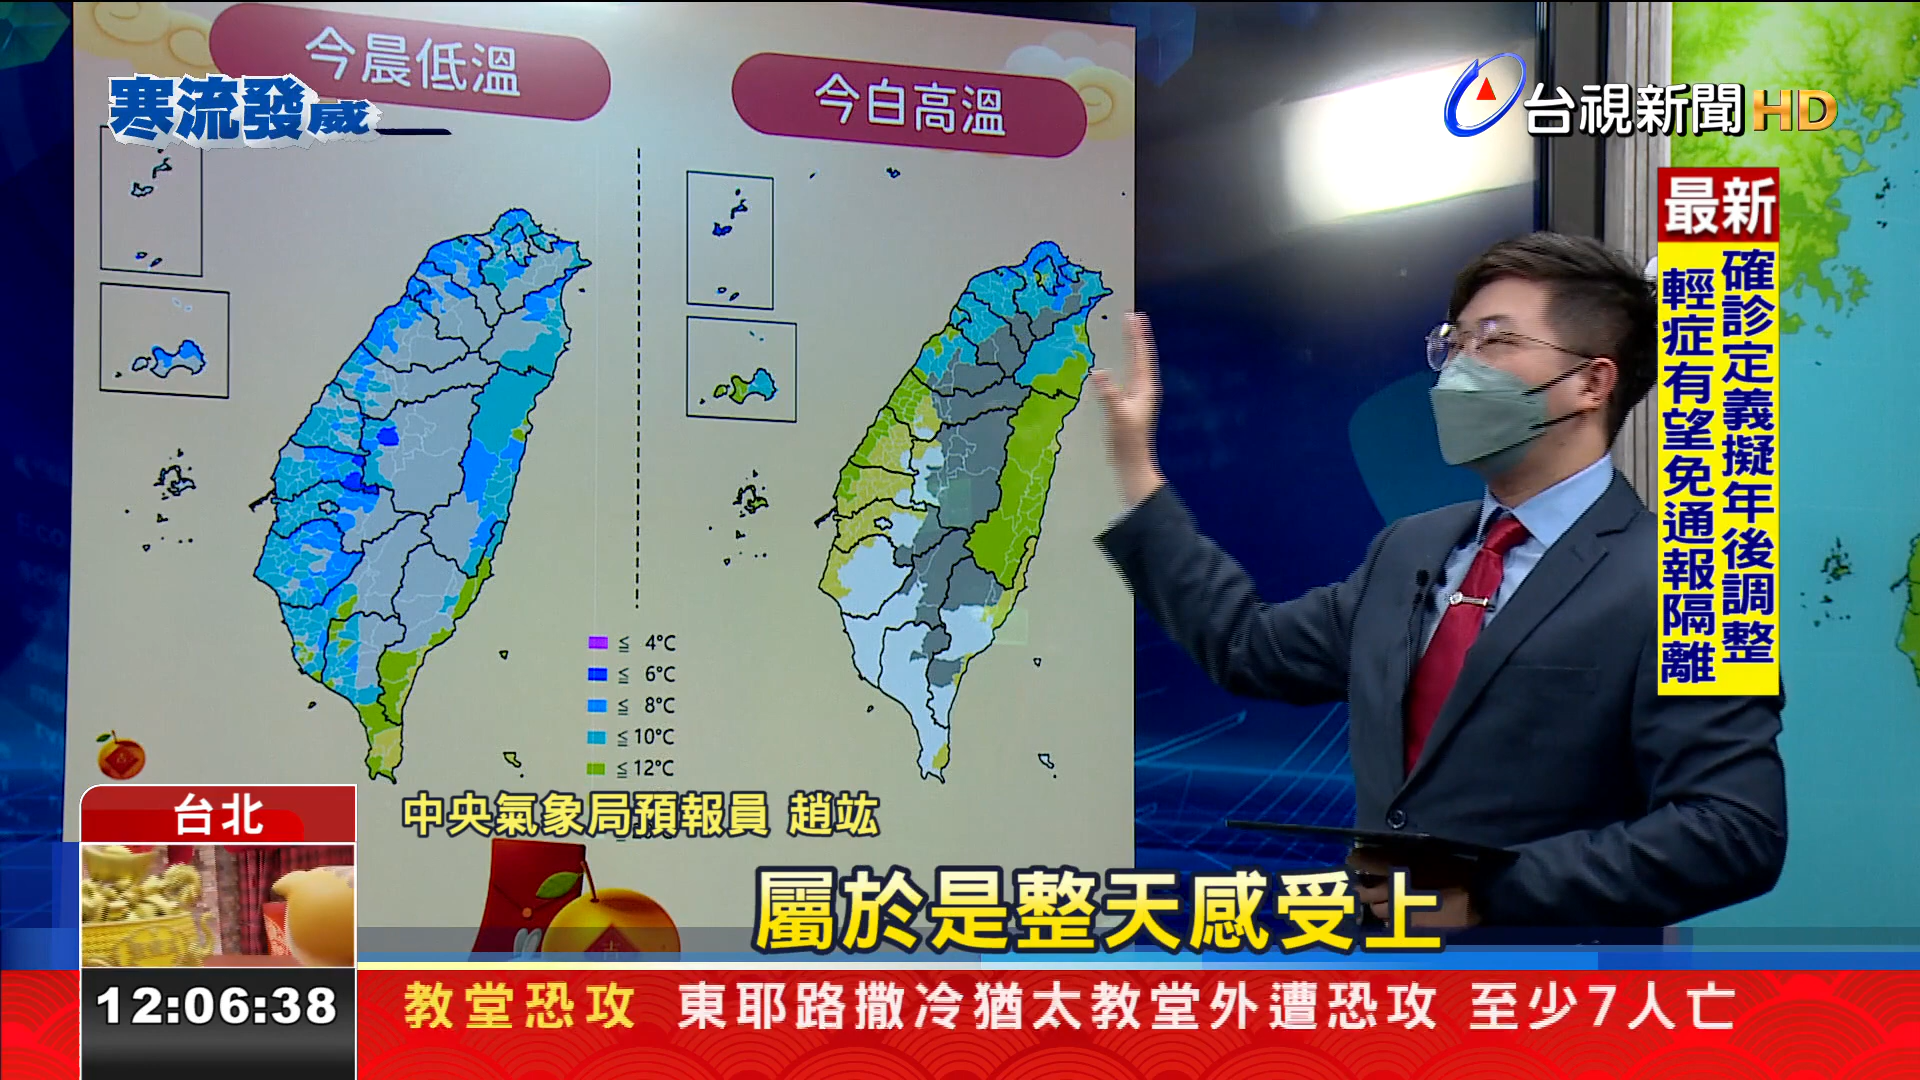 今晨低溫
今白高溫
寒流發威
台視新聞HD
最新
確診定義擬年後調整
輕症有望免通報隔離
≦ 4°C
≦ 6°C
≦ 8°C
≦ 10°C
≦ 12°C
台北
中央氣象局預報員 趙竑
屬於是整天感受上
12:06:38
教堂恐攻 東耶路撒冷猶太教堂外遭恐攻 至少7人亡